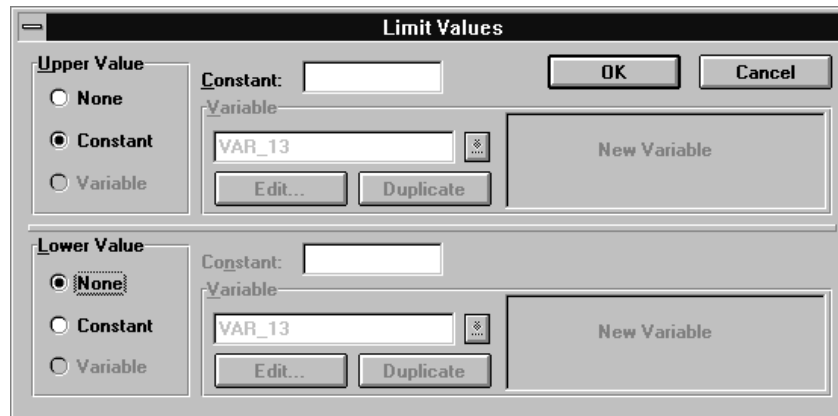 Limit Values
Upper Value
None
Constant
Variable
Constant:
OK
Cancel
Variable
VAR_13
New Variable
Edit...
Duplicate
Lower Value
None
Constant
Variable
Constant:
Variable
VAR_13
New Variable
Edit...
Duplicate